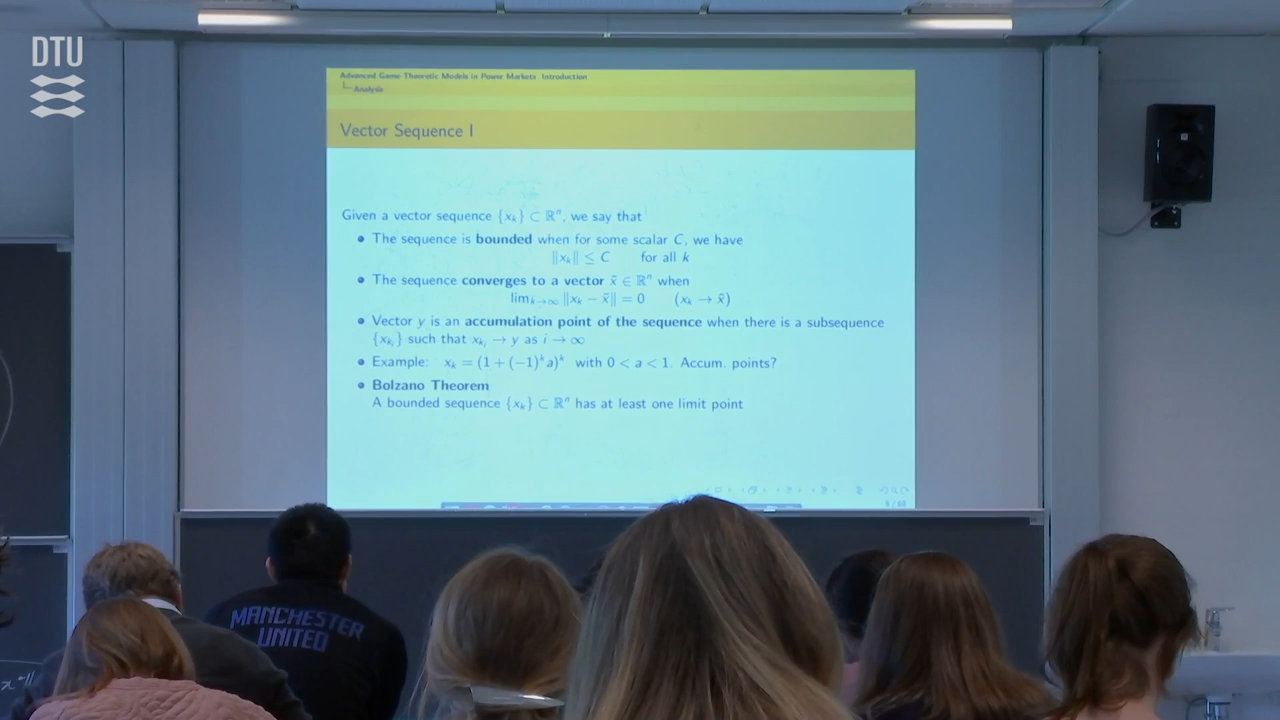 DTU
Advanced Game-Theoretic Models in Power Markets Introduction
Analysis
Vector Sequence I
Given a vector sequence {xₖ} ⊂ ℝⁿ, we say that
• The sequence is bounded when for some scalar C, we have
‖xₖ‖ ≤ C for all k
• The sequence converges to a vector x̃ ∈ ℝⁿ when
limₖ→∞ ‖xₖ − x̃‖ = 0 (xₖ → x̃)
• Vector y is an accumulation point of the sequence when there is a subsequence
{xₖᵢ} such that xₖᵢ → y as i → ∞
• Example: xₖ = (1 + (−1)ᵏa)ᵏ with 0 < a < 1. Accum. points?
• Bolzano Theorem
A bounded sequence {xₖ} ⊂ ℝⁿ has at least one limit point
MANCHESTER
UNITED